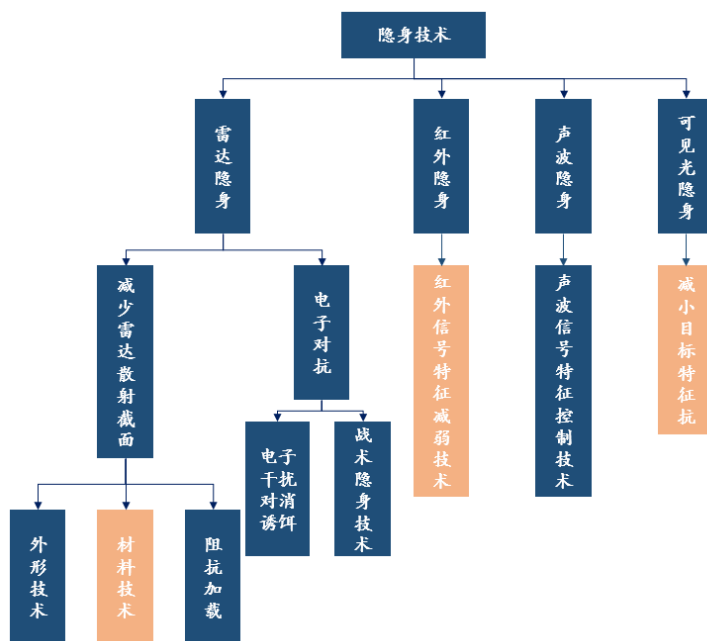 隐身技术
雷达隐身
红外隐身
声波隐身
可见光隐身
减少雷达散射截面
电子对抗
红外信号特征减弱技术
声波信号特征控制技术
减小目标特征抗
电子
干扰
对消
诱饵
战术隐身技术
外形技术
材料技术
阻抗加载